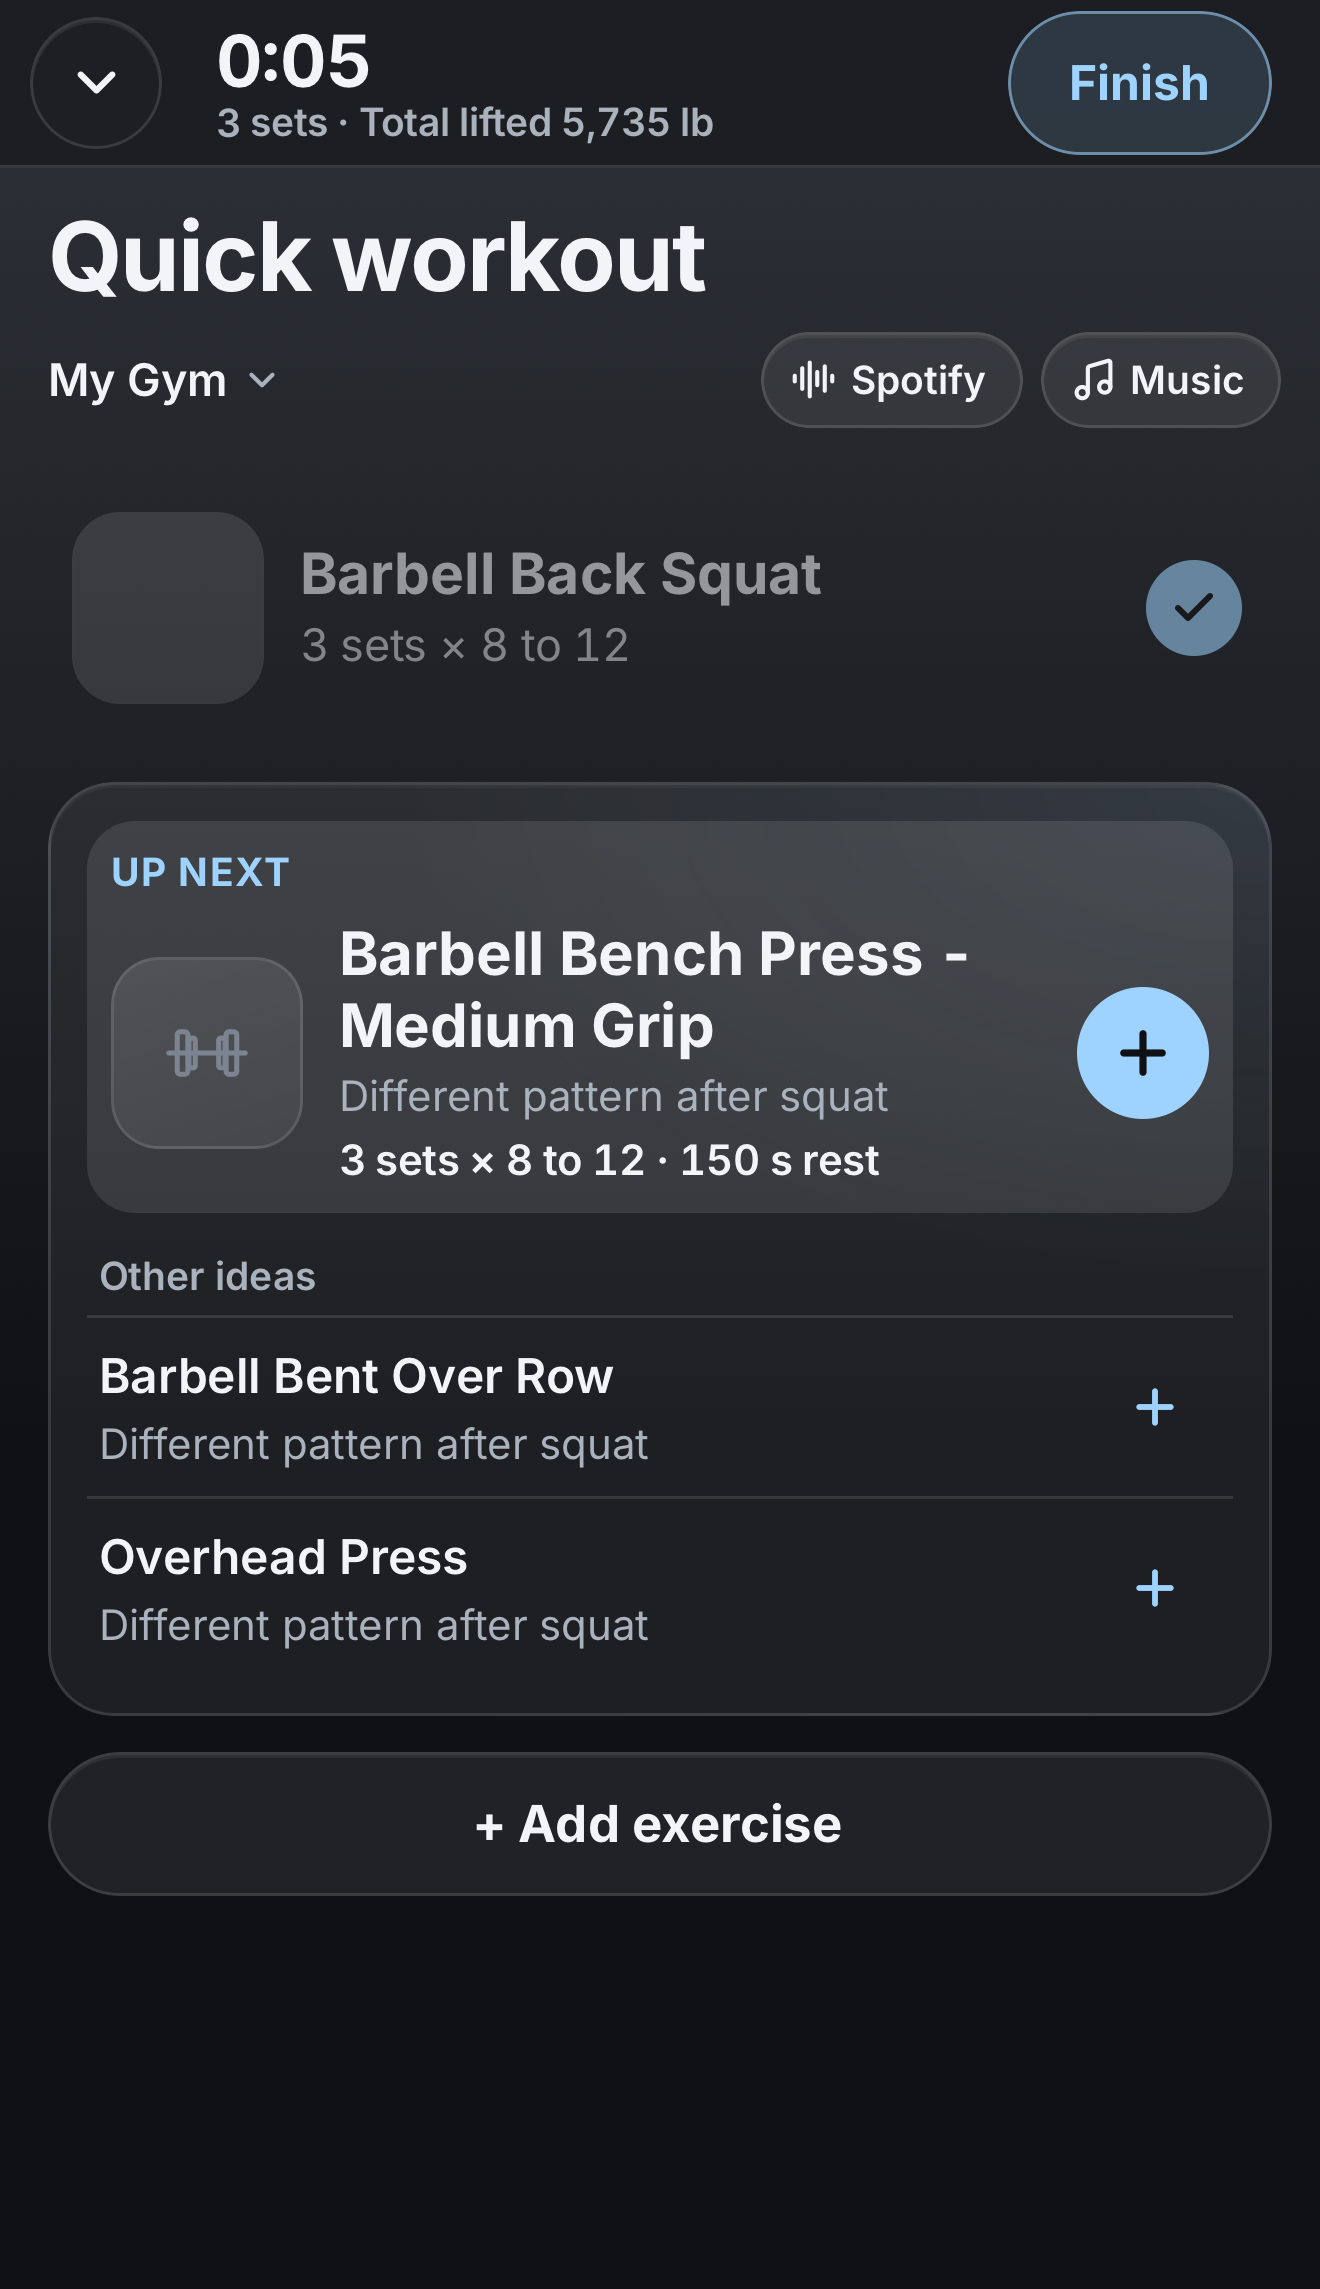 0:05
3 sets · Total lifted 5,735 lb
Finish
Quick workout
My Gym
Spotify
Music
Barbell Back Squat
3 sets × 8 to 12
UP NEXT
Barbell Bench Press -
Medium Grip
Different pattern after squat
3 sets × 8 to 12 · 150 s rest
Other ideas
Barbell Bent Over Row
Different pattern after squat
Overhead Press
Different pattern after squat
+ Add exercise